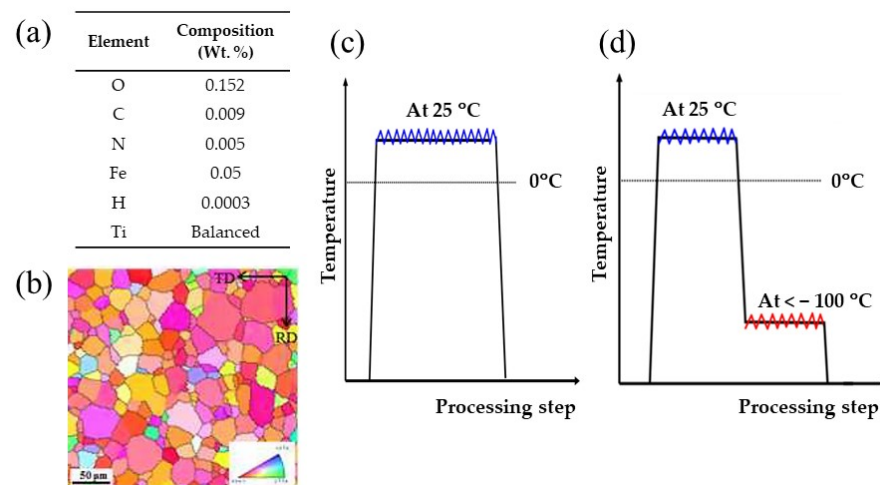 (a)
Element Composition
(Wt. %)
O 0.152
C 0.009
N 0.005
Fe 0.05
H 0.0003
Ti Balanced
(b)
TD
RD
50 μm
(c)
At 25 °C
0°C
Temperature
Processing step
(d)
At 25 °C
0°C
At < – 100 °C
Temperature
Processing step